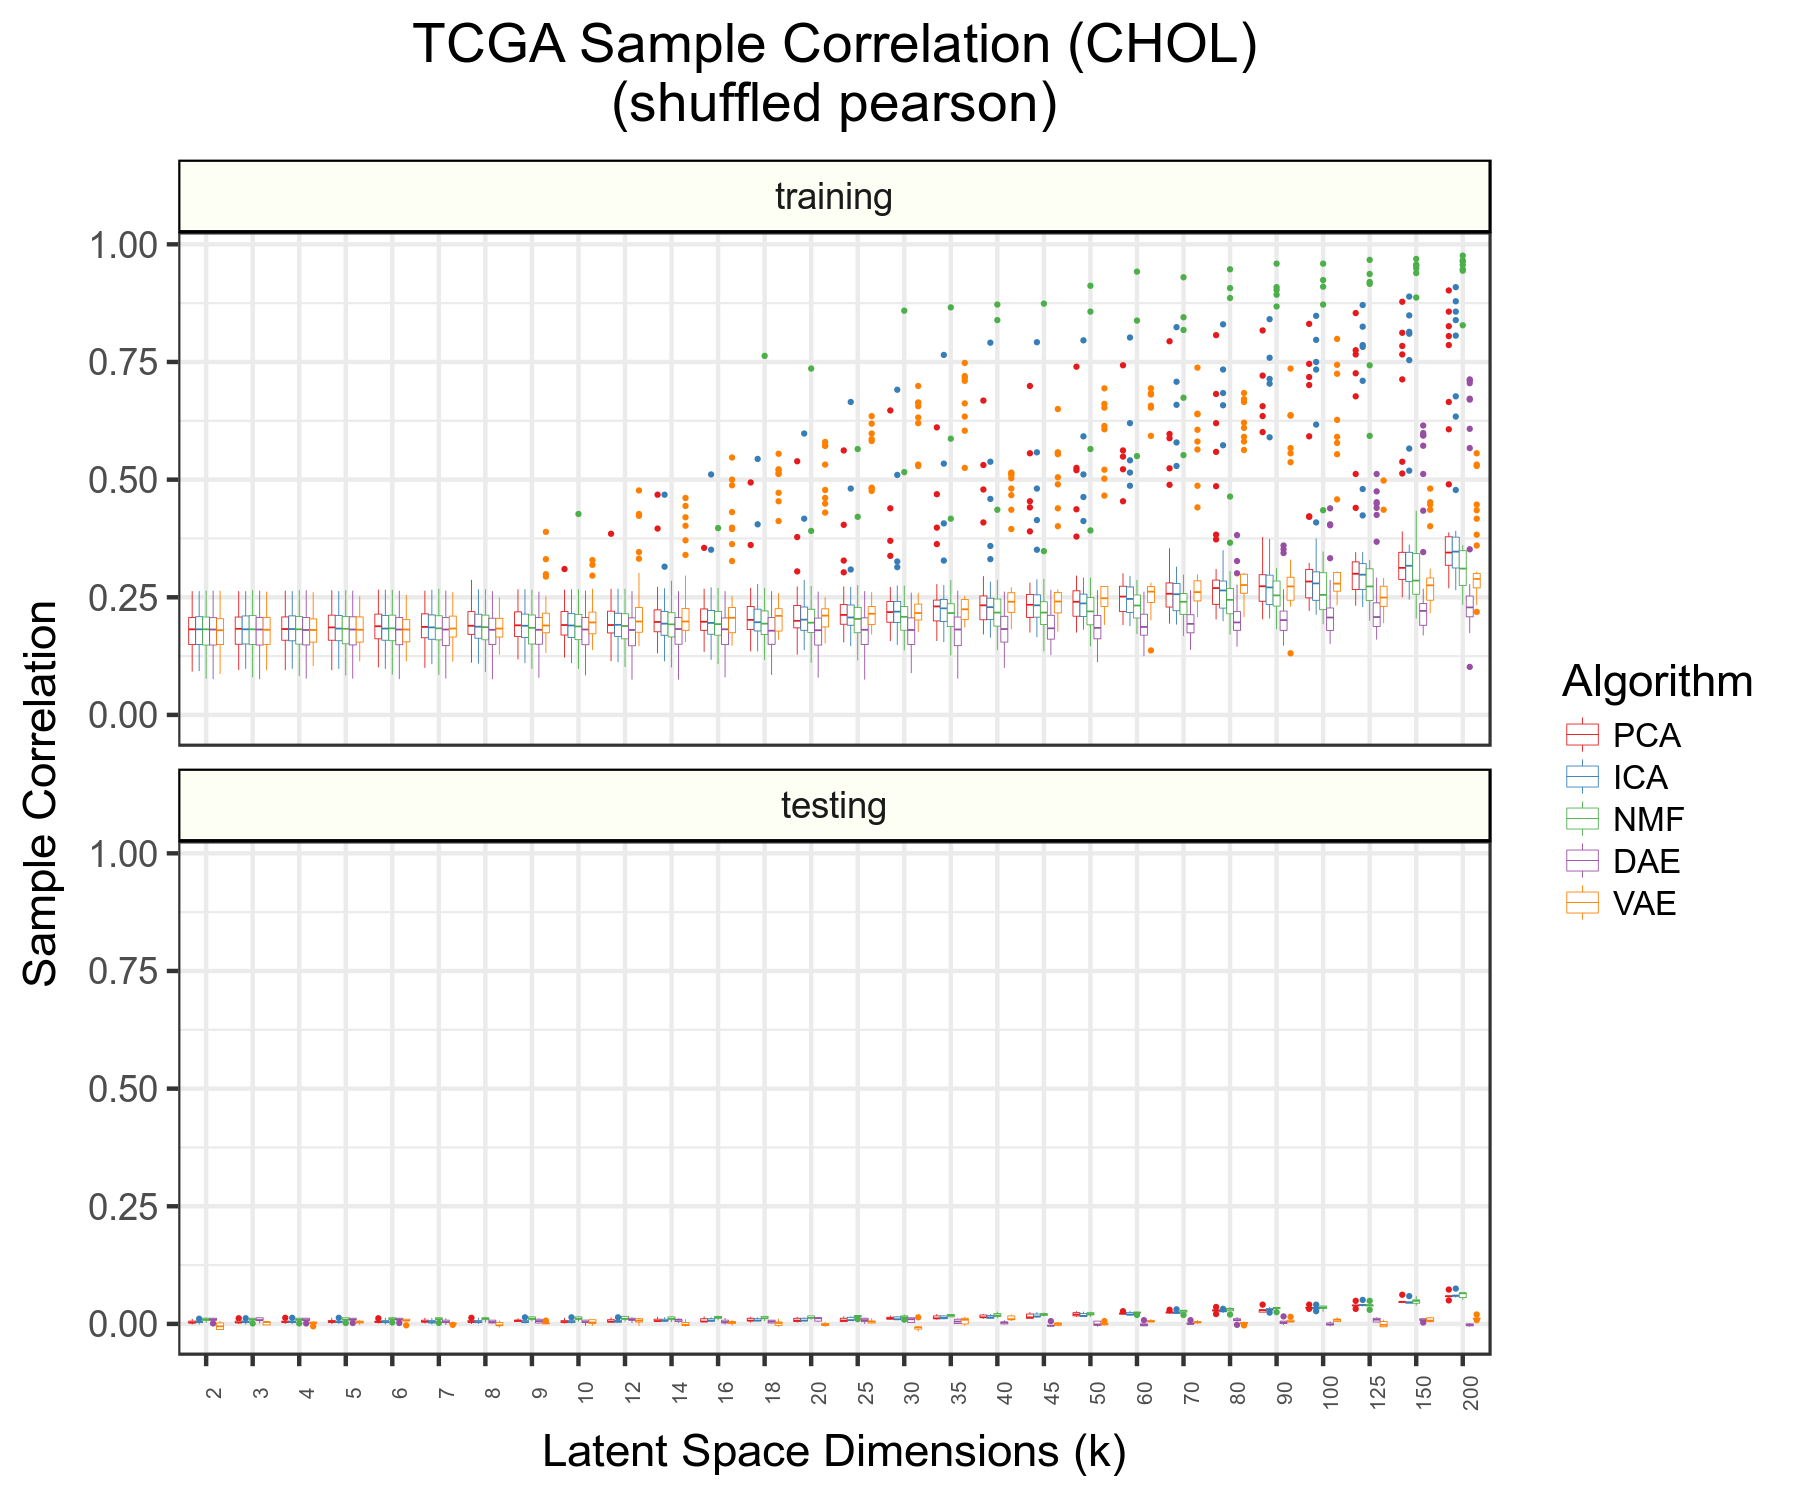 TCGA Sample Correlation (CHOL)
(shuffled pearson)
training
1.00
0.75
0.50
0.25
0.00
testing
1.00
0.75
0.50
0.25
0.00
Sample Correlation
2 3 4 5 6 7 8 9 10 12 14 16 18 20 25 30 35 40 45 50 60 70 80 90 100 125 150 200
Latent Space Dimensions (k)
Algorithm
PCA
ICA
NMF
DAE
VAE